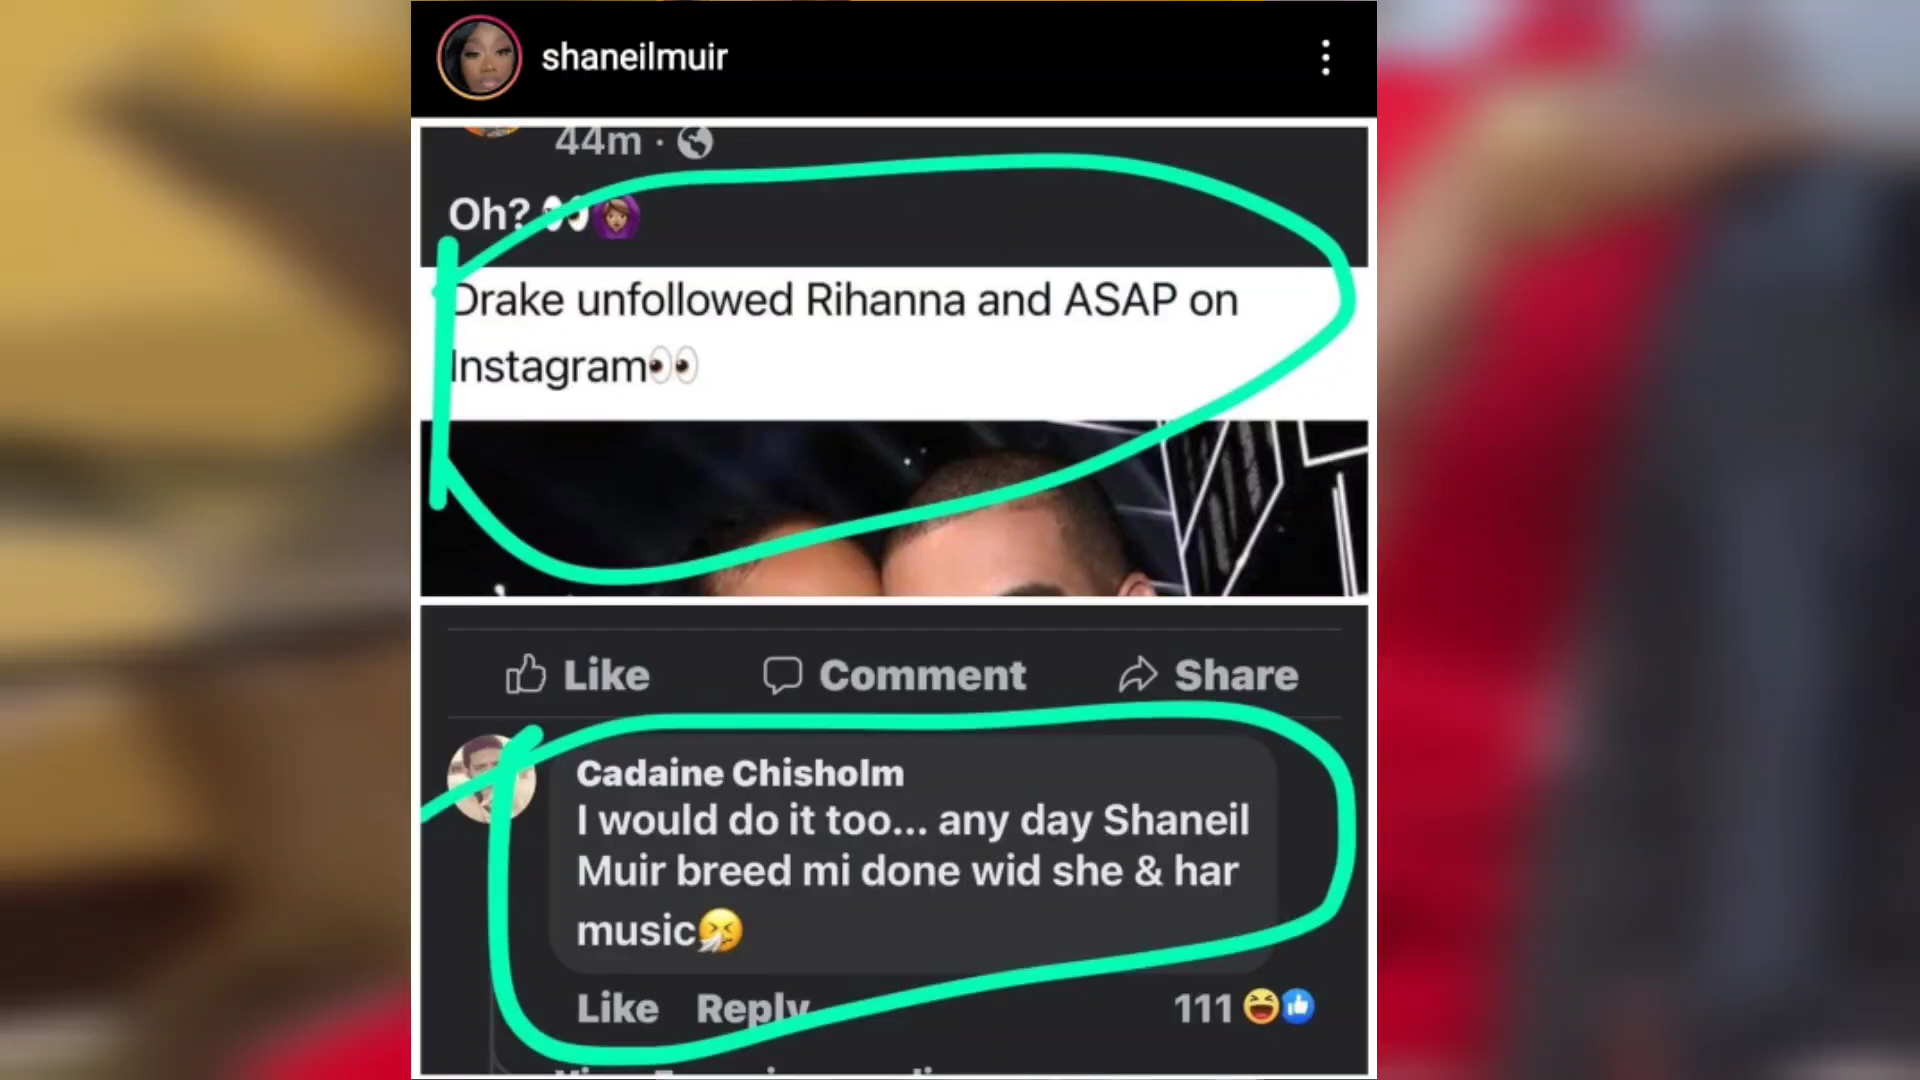 shaneilmuir
44m ·
Oh? 👀🙋🏽‍♀️
Drake unfollowed Rihanna and ASAP on
Instagram👀
Like Comment Share
Cadaine Chisholm
I would do it too... any day Shaneil
Muir breed mi done wid she & har
music🤧
Like Reply 111 😆👍